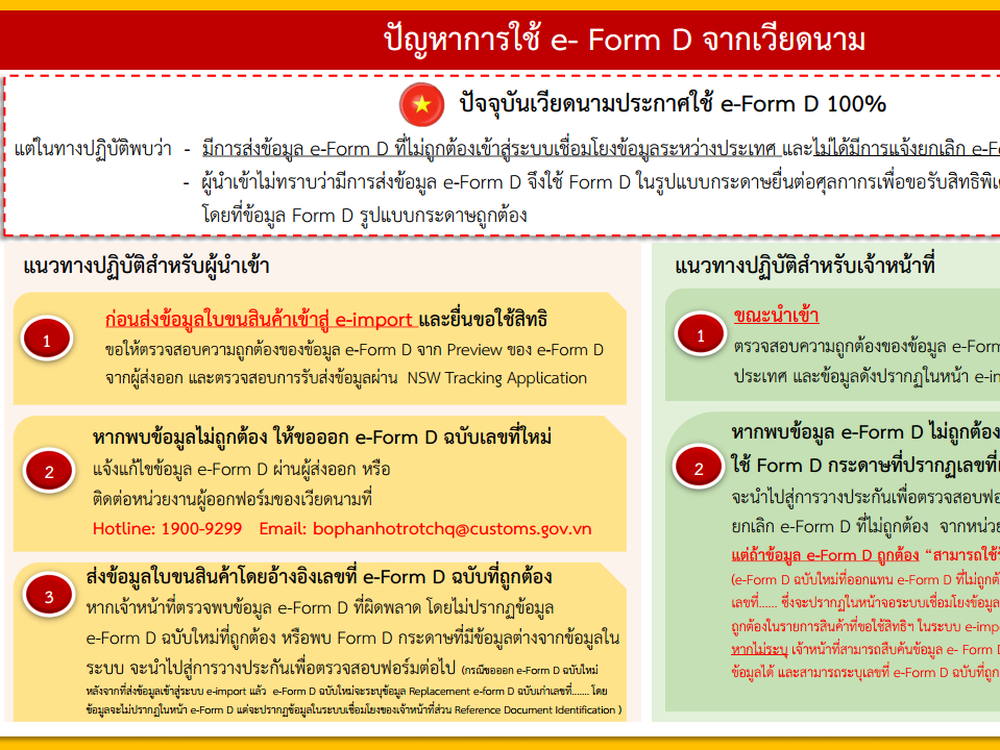 ปัญหาการใช้ e- Form D จากเวียดนาม
ปัจจุบันเวียดนามประกาศใช้ e-Form D 100%
แต่ในทางปฏิบัติพบว่า - มีการส่งข้อมูล e-Form D ที่ไม่ถูกต้องเข้าสู่ระบบเชื่อมโยงข้อมูลระหว่างประเทศ และไม่ได้มีการแจ้งยกเลิก
- ผู้นำเข้าไม่ทราบว่ามีการส่งข้อมูล e-Form D จึงใช้ Form D ในรูปแบบกระดาษยื่นต่อศุลกากรเพื่อขอรับสิทธิ
โดยที่ข้อมูล Form D รูปแบบกระดาษถูกต้อง
แนวทางปฏิบัติสำหรับผู้นำเข้า
1
ก่อนส่งข้อมูลใบขนสินค้าเข้าสู่ e-import และยื่นขอใช้สิทธิ
ขอให้ตรวจสอบความถูกต้องของข้อมูล e-Form D จาก Preview ของ e-Form D
จากผู้ส่งออก และตรวจสอบการรับส่งข้อมูลผ่าน NSW Tracking Application
2
หากพบข้อมูลไม่ถูกต้อง ให้ขอออก e-Form D ฉบับเลขที่ใหม่
แจ้งแก้ไขข้อมูล e-Form D ผ่านผู้ส่งออก หรือ
ติดต่อหน่วยงานผู้ออกฟอร์มของเวียดนามที่
Hotline: 1900-9299 Email: bophanhotrotchq@customs.gov.vn
3
ส่งข้อมูลใบขนสินค้าโดยอ้างอิงเลขที่ e-Form D ฉบับที่ถูกต้อง
หากเจ้าหน้าที่ตรวจพบข้อมูล e-Form D ที่ผิดพลาด โดยไม่ปรากฏข้อมูล
e-Form D ฉบับใหม่ที่ถูกต้อง หรือพบ Form D กระดาษที่มีข้อมูลต่างจากข้อมูลใน
ระบบ จะนำไปสู่การวางประกันเพื่อตรวจสอบฟอร์มต่อไป (กรณีขอออก e-Form D ฉบับใหม่
หลังจากที่ส่งข้อมูลเข้าสู่ระบบ e-import แล้ว e-Form D ฉบับใหม่จะระบุข้อมูล Replacement e-form D ฉบับเก่าเลขที่....... โดย
ข้อมูลจะไม่ปรากฏในหน้า e-Form D แต่จะปรากฏข้อมูลในระบบเชื่อมโยงของเจ้าหน้าที่ส่วน Reference Document Identification )
แนวทางปฏิบัติสำหรับเจ้าหน้าที่
1
ขณะนำเข้า
ตรวจสอบความถูกต้องของข้อมูล e-Form
ประเทศ และข้อมูลดังปรากฏในหน้า
2
หากพบข้อมูล e-Form D ไม่ถูกต้อง
ใช้ Form D กระดาษที่ปรากฏเลขที่
จะนำไปสู่การวางประกันเพื่อตรวจสอบ
ยกเลิก e-Form D ที่ไม่ถูกต้อง จาก
แต่ถ้าข้อมูล e-Form D ถูกต้อง “สามารถใช้
(e-Form D ฉบับใหม่ที่ออกแทน e-Form D
เลขที่...... ซึ่งจะปรากฏในหน้าจอระบบเชื่อมโยงข้อมูล
ถูกต้องในรายการสินค้าที่ขอใช้สิทธิฯ ในระบบ
หากไม่ระบุ เจ้าหน้าที่สามารถสืบค้นข้อมูล e- Form
ข้อมูลได้ และสามารถระบุเลขที่ e-Form D ฉบับที่